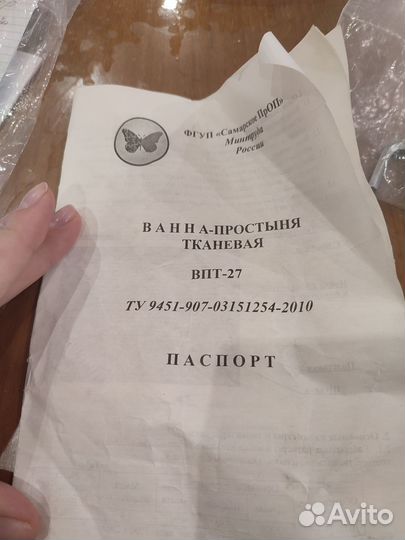 ФГУП «Самарское ПрОП»
Минтруда
России
ВАННА-ПРОСТЫНЯ
ТКАНЕВАЯ
ВПТ-27
ТУ 9451-907-03151254-2010
ПАСПОРТ
Avito